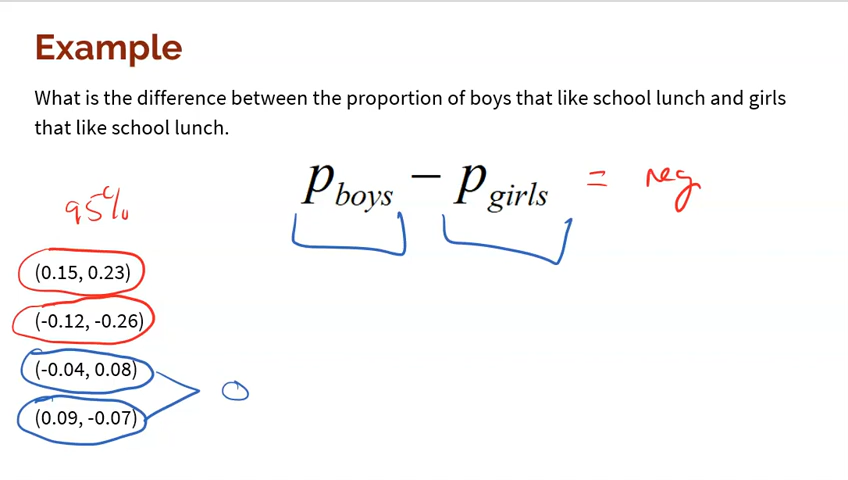 Example
What is the difference between the proportion of boys that like school lunch and girls
that like school lunch.
p boys − p girls = neg
95%
(0.15, 0.23)
(-0.12, -0.26)
(-0.04, 0.08)
0
(0.09, -0.07)